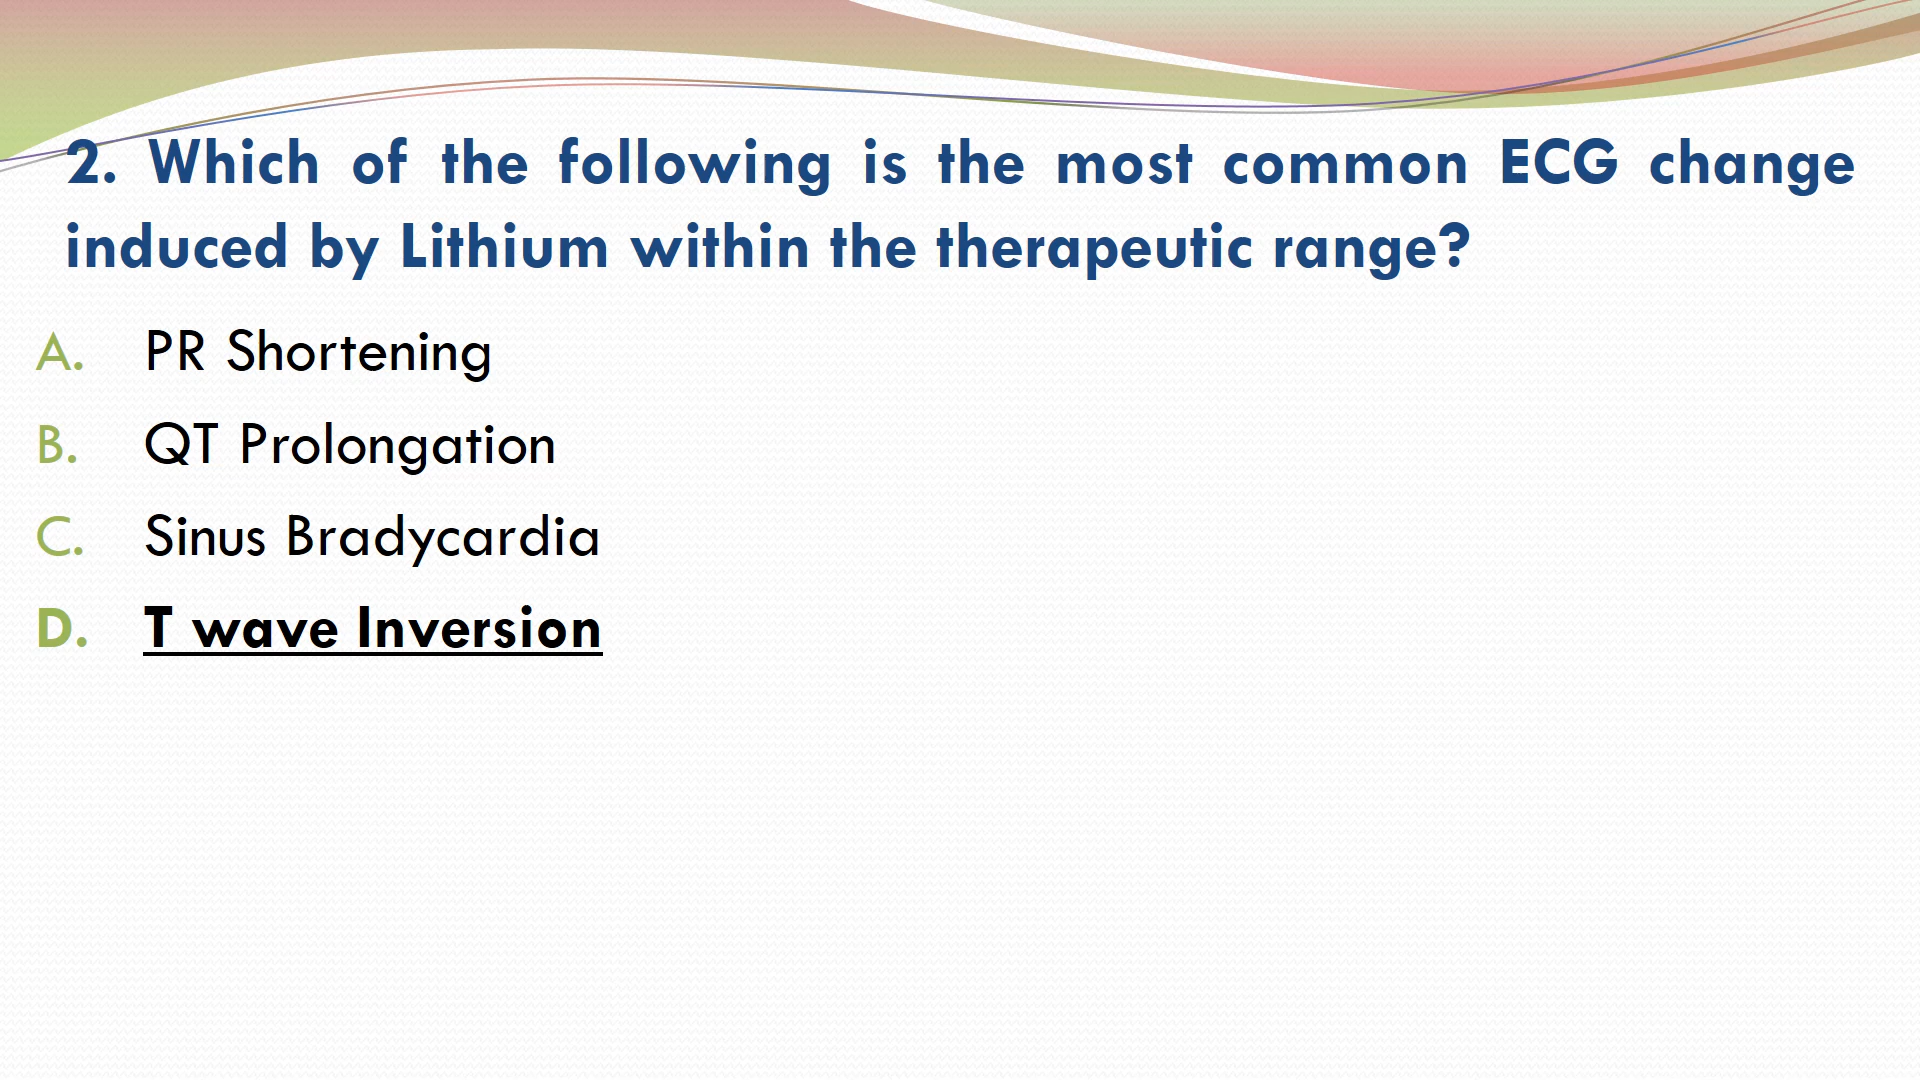 2. Which of the following is the most common ECG change
induced by Lithium within the therapeutic range?
A. PR Shortening
B. QT Prolongation
C. Sinus Bradycardia
D. T wave Inversion